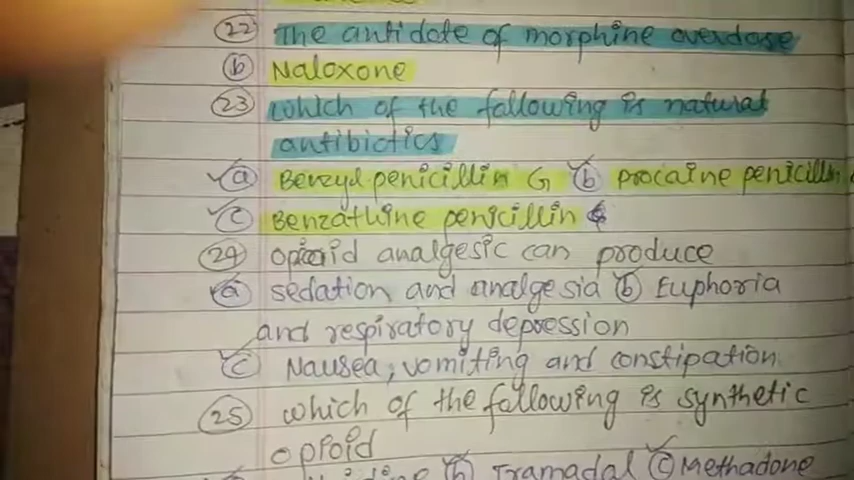 (22) The antidote of morphine overdose
(b) Naloxone
(23) which of the following is natural
antibiotics
(a) Benzyl penicillin G (b) procaine penicillin
(c) Benzathine penicillin
(24) opioid analgesic can produce
(a) sedation and analgesia (b) Euphoria
and respiratory depression
(c) Nausea, vomiting and constipation
(25) which of the following is synthetic
opioid
(b) Tramadal (c) Methadone